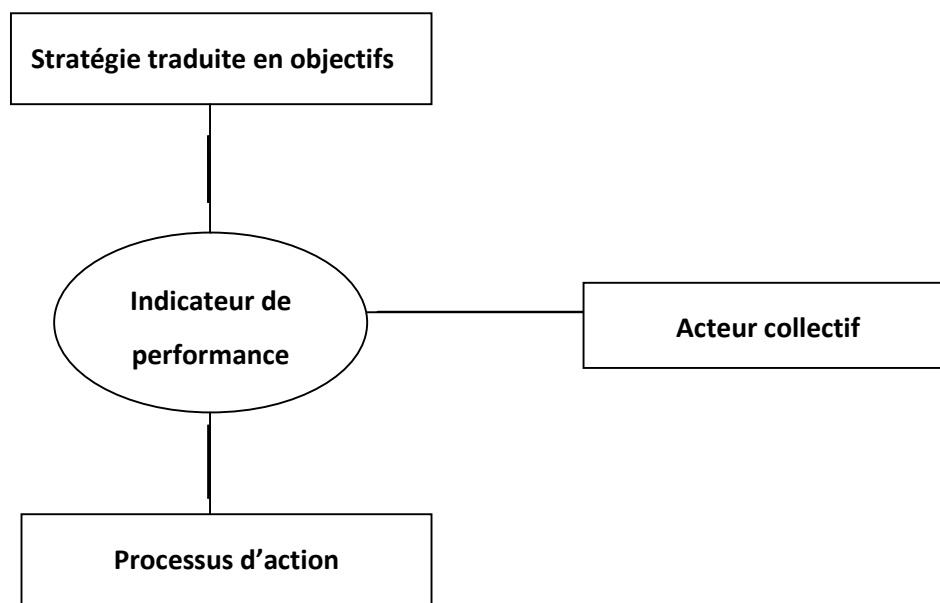 Stratégie traduite en objectifs
Indicateur de
performance
Acteur collectif
Processus d’action